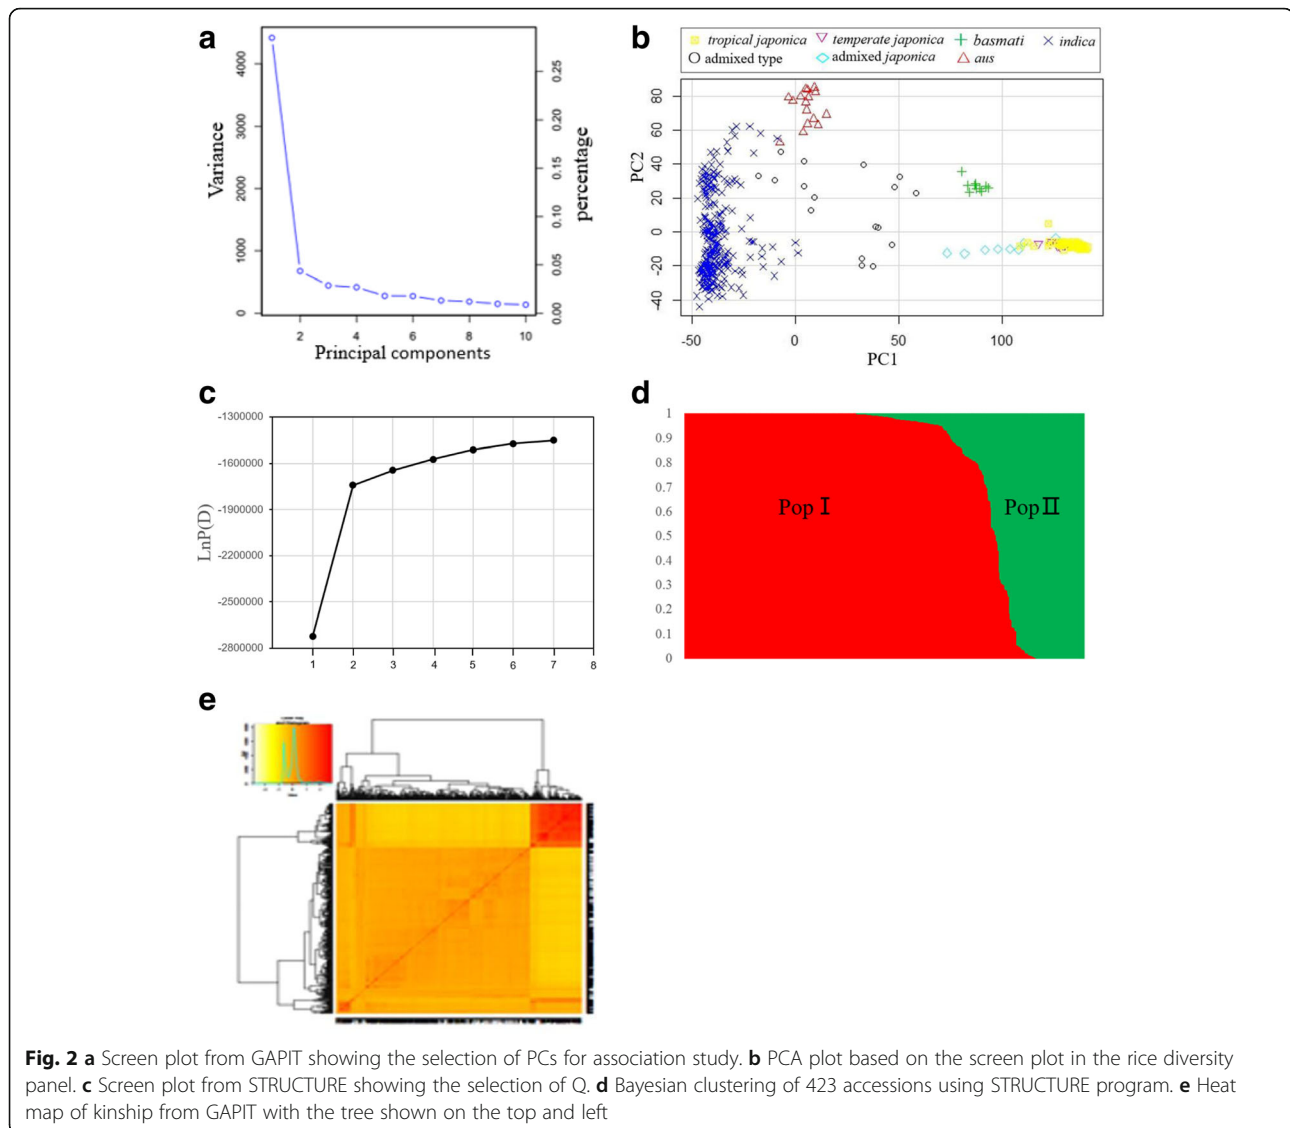 a
4000
3000
2000
1000
0
Variance
0.25
0.20
0.15
0.10
0.05
0.00
percentage
2 4 6 8 10
Principal components
b
tropical japonica temperate japonica basmati indica
admixed type admixed japonica aus
80
60
40
20
0
-20
-40
PC2
-50 0 50 100
PC1
c
-1300000
-1600000
-1900000
-2200000
-2500000
-2800000
LnP(D)
1 2 3 4 5 6 7 8
d
1
0.9
0.8
0.7
0.6
0.5
0.4
0.3
0.2
0.1
0
Pop Ⅰ Pop Ⅱ
e
Fig. 2 a Screen plot from GAPIT showing the selection of PCs for association study. b PCA plot based on the screen plot in the rice diversity
panel. c Screen plot from STRUCTURE showing the selection of Q. d Bayesian clustering of 423 accessions using STRUCTURE program. e Heat
map of kinship from GAPIT with the tree shown on the top and left